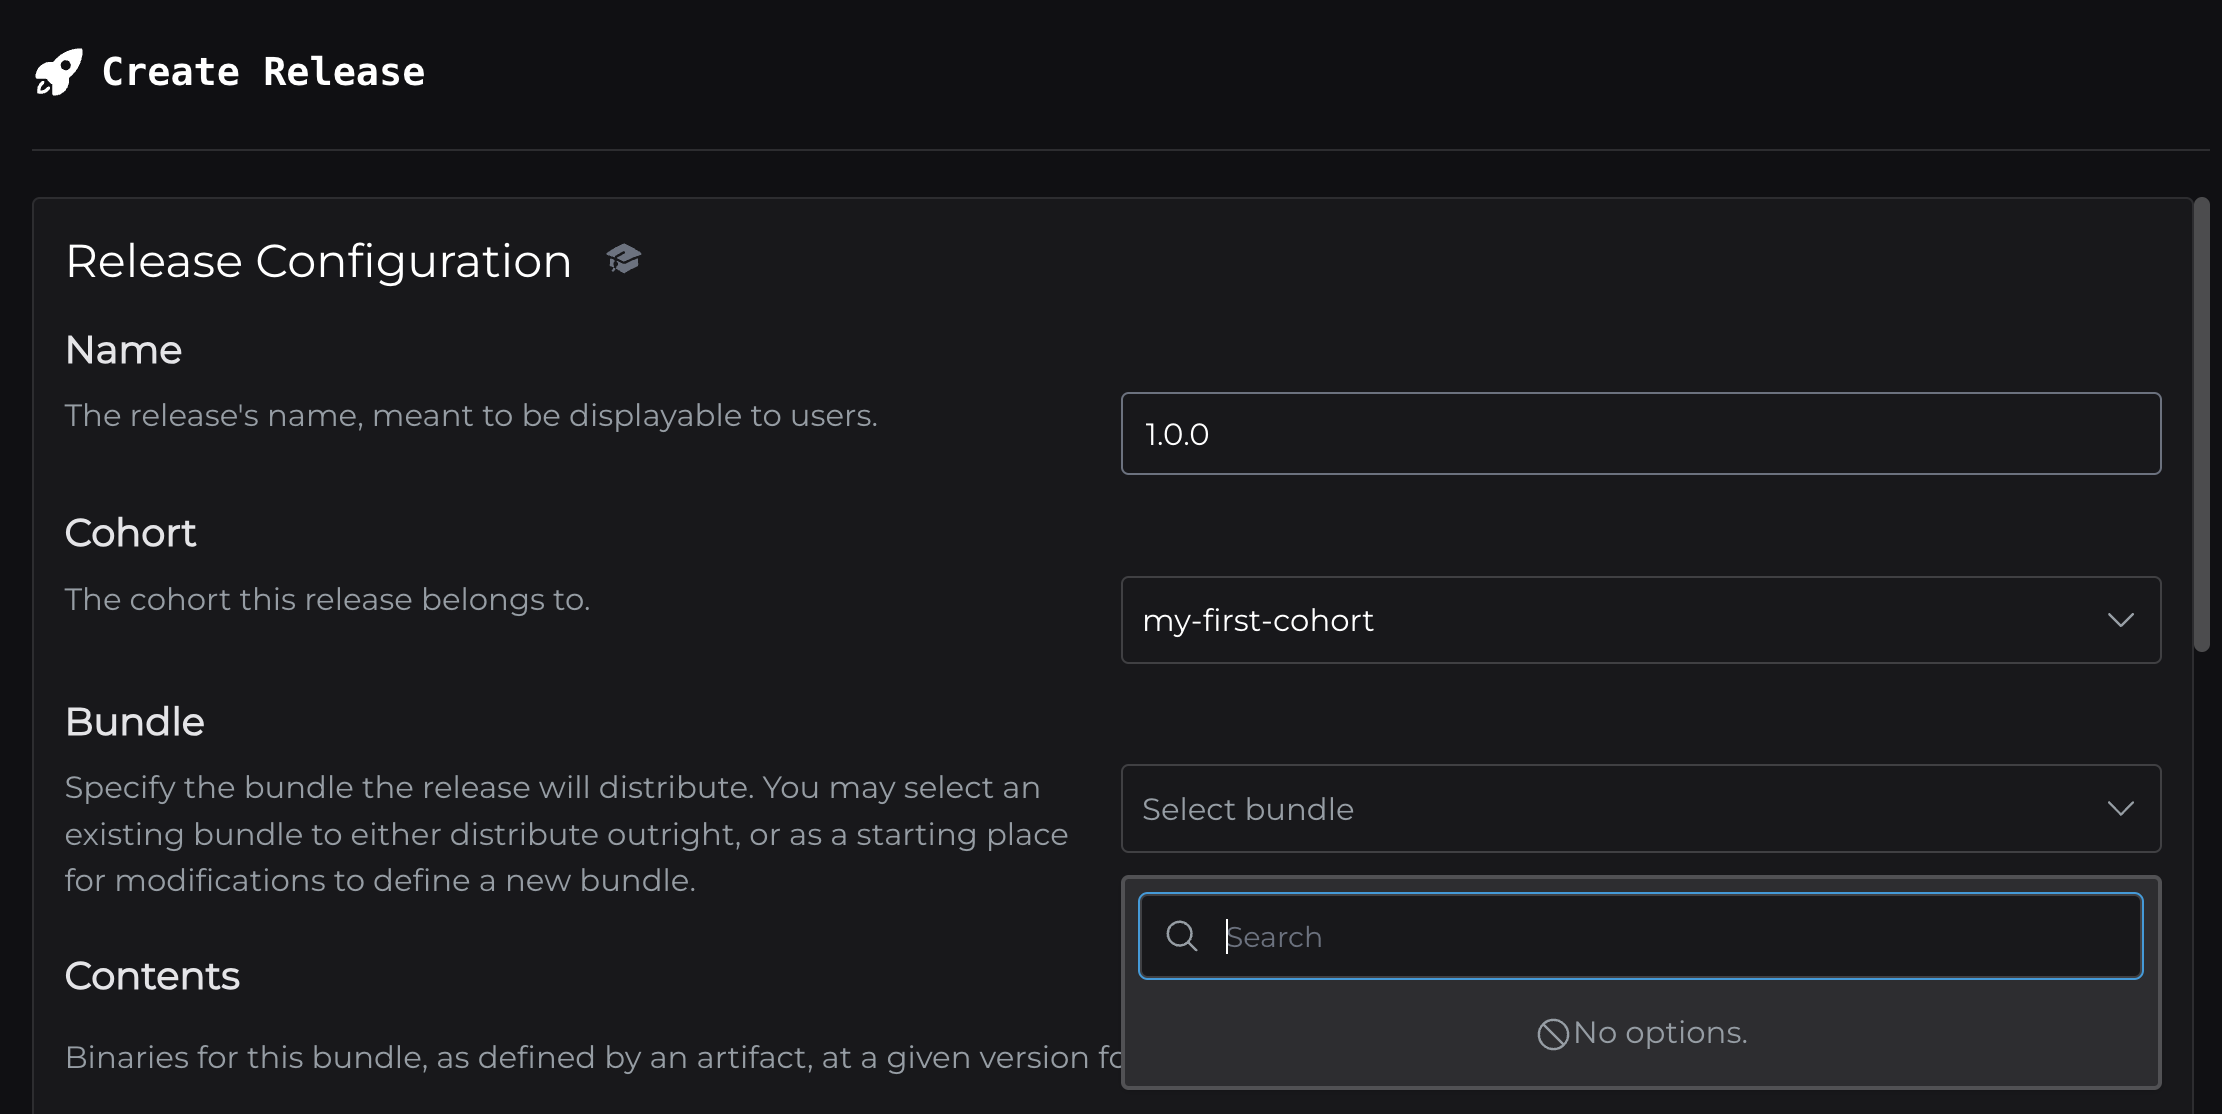 Create Release
Release Configuration
Name
The release's name, meant to be displayable to users.
1.0.0
Cohort
The cohort this release belongs to.
my-first-cohort
Bundle
Specify the bundle the release will distribute. You may select an
existing bundle to either distribute outright, or as a starting place
for modifications to define a new bundle.
Select bundle
Search
No options.
Contents
Binaries for this bundle, as defined by an artifact, at a given version